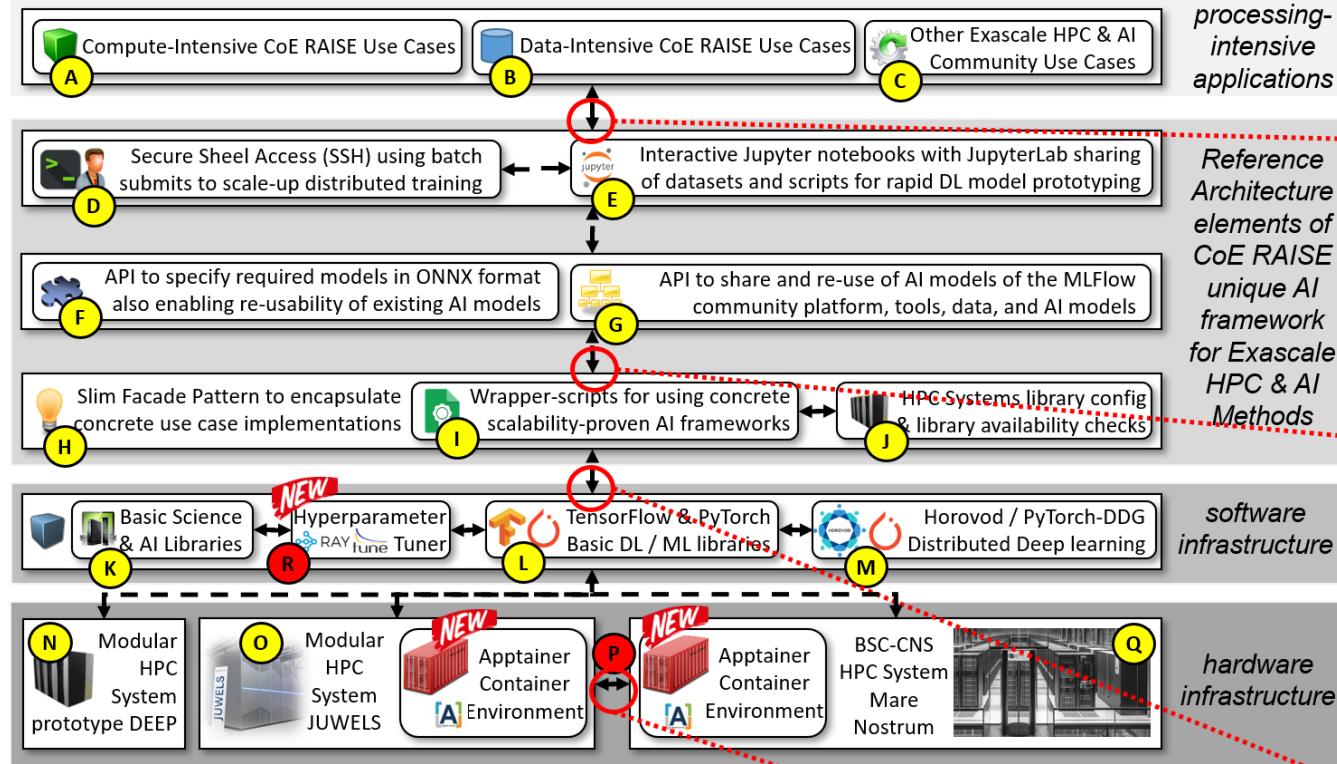 processing-
intensive
applications
Compute-Intensive CoE RAISE Use Cases
A
Data-Intensive CoE RAISE Use Cases
B
Other Exascale HPC & AI
Community Use Cases
C
Reference
Architecture
elements of
CoE RAISE
unique AI
framework
for Exascale
HPC & AI
Methods
Secure Sheel Access (SSH) using batch
submits to scale-up distributed training
D
jupyter
Interactive Jupyter notebooks with JupyterLab sharing
of datasets and scripts for rapid DL model prototyping
E
API to specify required models in ONNX format
also enabling re-usability of existing AI models
F
API to share and re-use of AI models of the MLFlow
community platform, tools, data, and AI models
G
Slim Facade Pattern to encapsulate
concrete use case implementations
H
Wrapper-scripts for using concrete
scalability-proven AI frameworks
I
HPC Systems library config
& library availability checks
J
software
infrastructure
Basic Science
& AI Libraries
K
NEW
Hyperparameter
RAY tune Tuner
R
TensorFlow & PyTorch
Basic DL / ML libraries
L
HOROVOD
Horovod / PyTorch-DDG
Distributed Deep learning
M
hardware
infrastructure
N
Modular
HPC
System
prototype DEEP
JUWELS
O
Modular
HPC
System
JUWELS
NEW
Apptainer
Container
[A] Environment
P
NEW
Apptainer
Container
[A] Environment
BSC-CNS
HPC System
Mare
Nostrum
Q